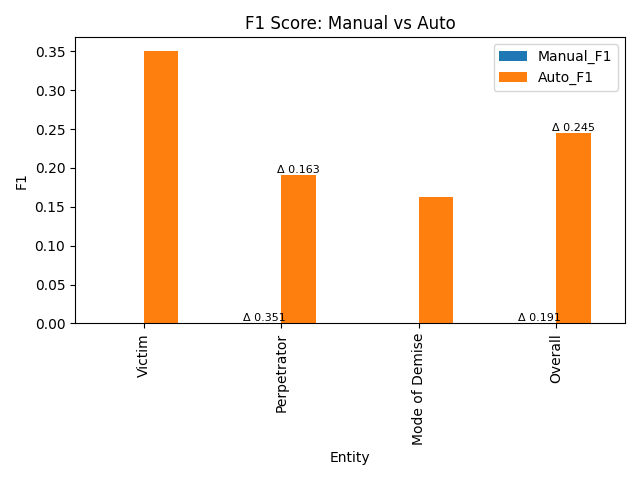 F1 Score: Manual vs Auto
Manual_F1
Auto_F1
F1
0.35
0.30
0.25
0.20
0.15
0.10
0.05
0.00
Δ 0.351
Δ 0.163
Δ 0.191
Δ 0.245
Victim
Perpetrator
Mode of Demise
Overall
Entity